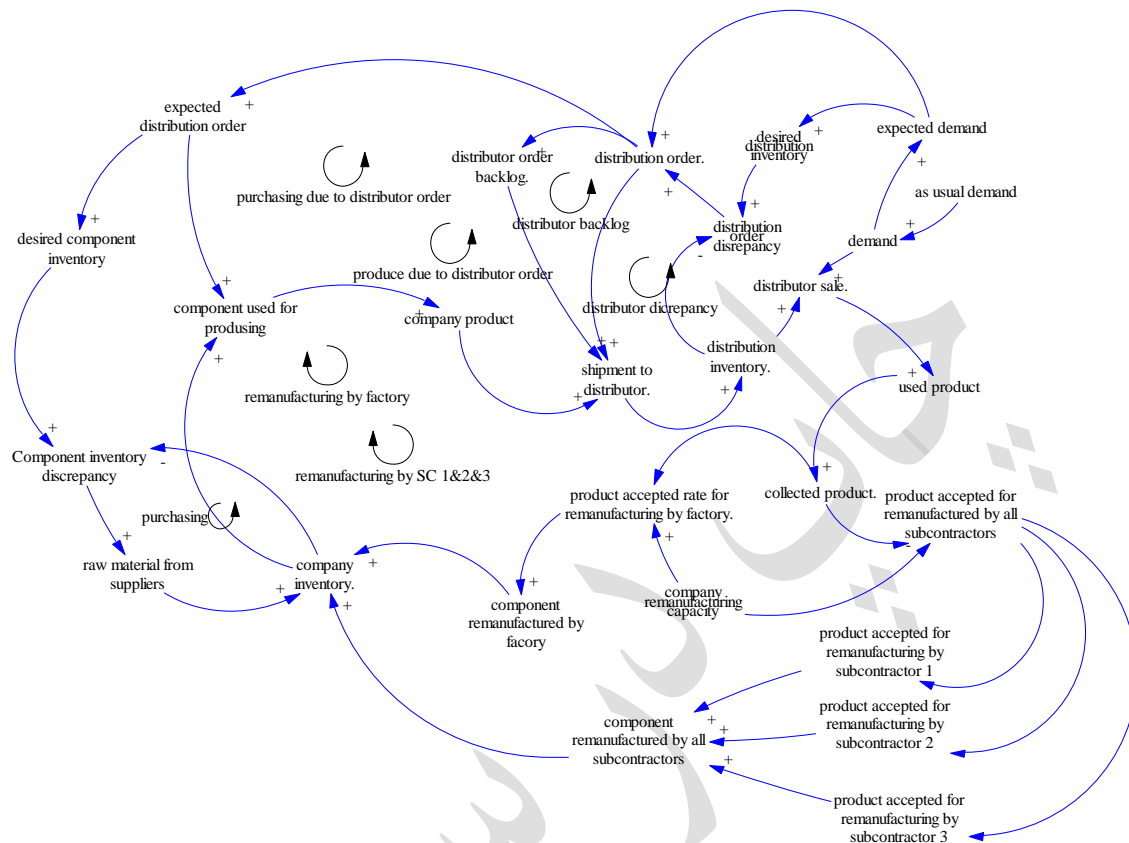 expected
distribution order
distributor order
backlog.
distribution order.
desired
distribution
inventory
expected demand
as usual demand
purchasing due to distributor order
distributor backlog
distribution
order
disrepancy
demand
desired component
inventory
produce due to distributor order
distributor dicrepancy
distributor sale.
component used for
produsing
company product
shipment to
distributor.
distribution
inventory.
used product
remanufacturing by factory
Component inventory
discrepancy
remanufacturing by SC 1&2&3
product accepted rate for
remanufacturing by factory.
collected product.
product accepted for
remanufactured by all
subcontractors
purchasing
raw material from
suppliers
company
inventory.
component
remanufactured by
facory
company
remanufacturing
capacity
product accepted for
remanufacturing by
subcontractor 1
component
remanufactured by all
subcontractors
product accepted for
remanufacturing by
subcontractor 2
product accepted for
remanufacturing by
subcontractor 3